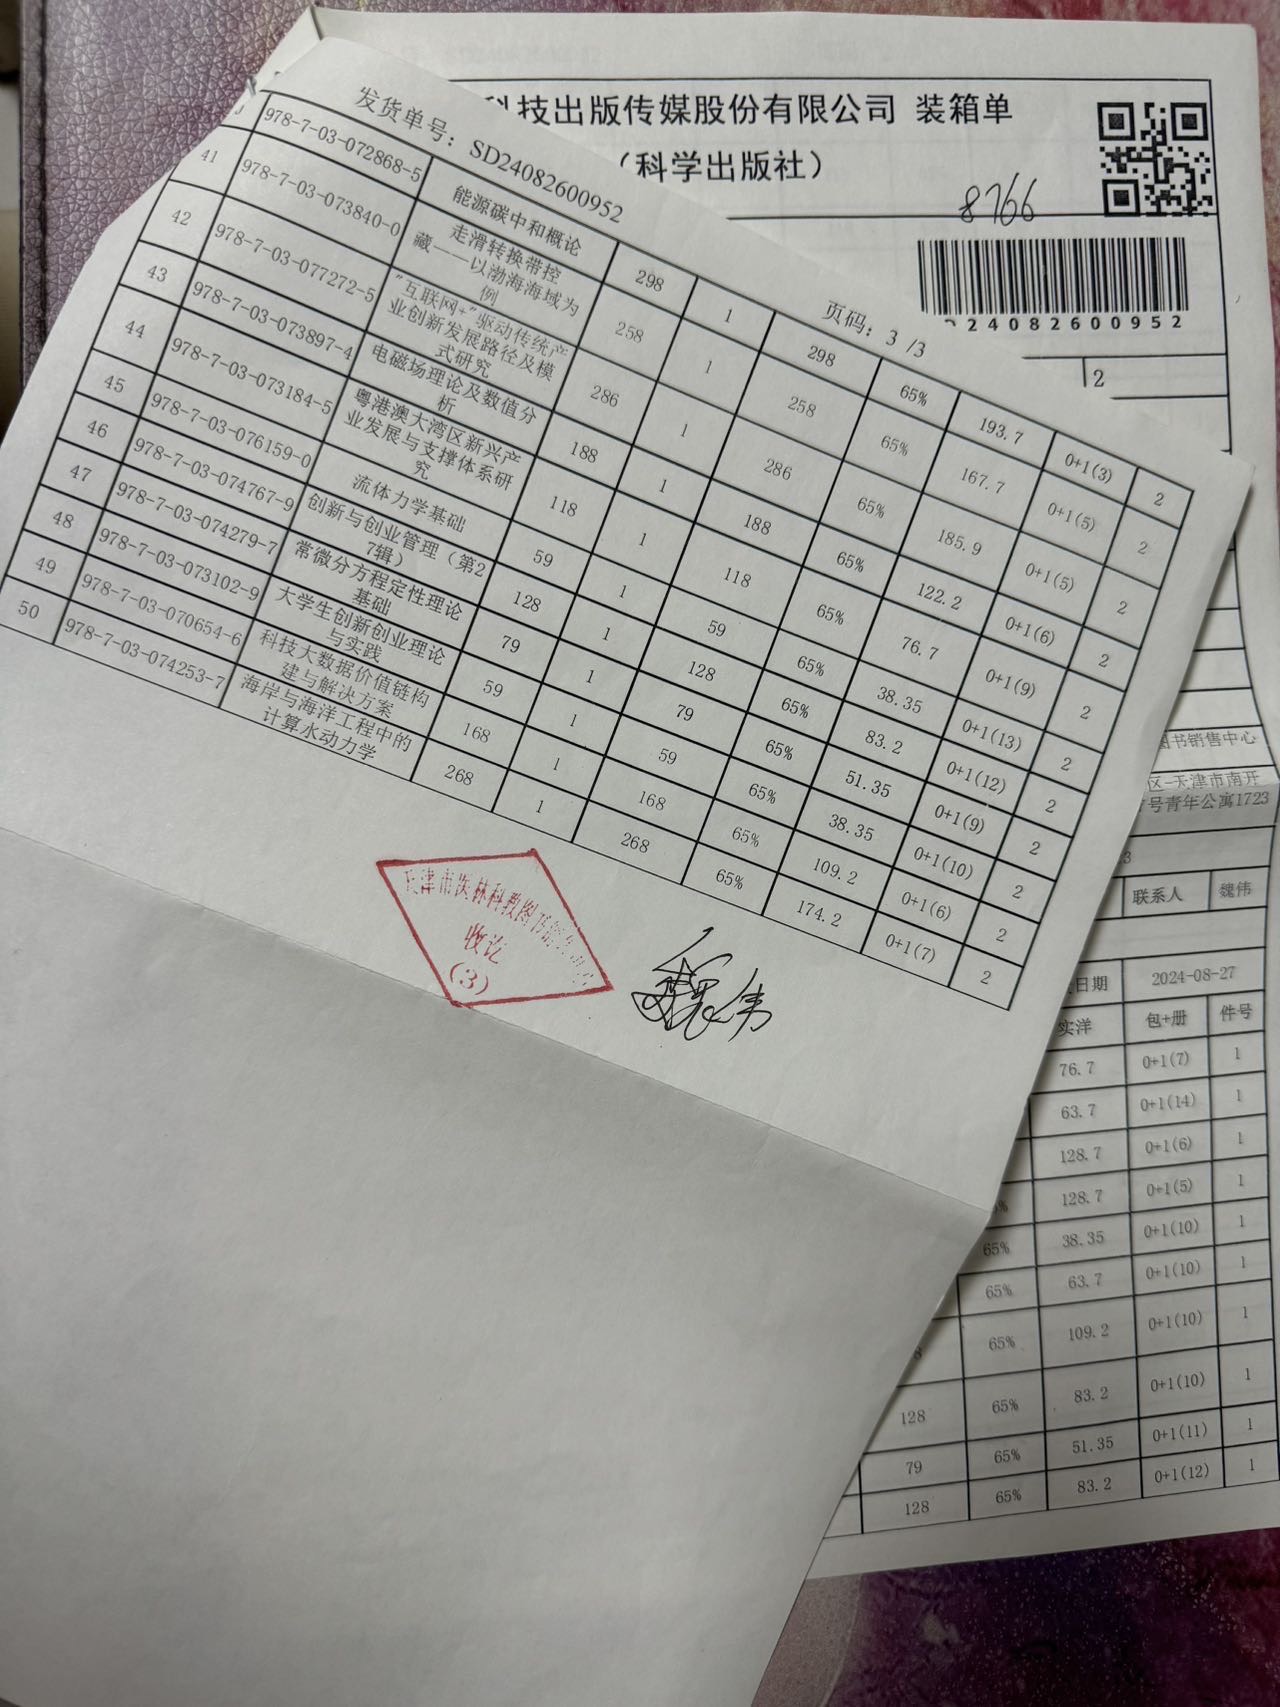 科技出版传媒股份有限公司 装箱单
（科学出版社）
8766
24082600952
2
发货单号: SD24082600952
页码: 3 /3
978-7-03-072868-5 能源碳中和概论 298 1 298 65% 193.7 0+1(3) 2
41 978-7-03-073840-0 走滑转换带控
藏——以渤海海域为
例 258 1 258 65% 167.7 0+1(5) 2
42 978-7-03-077272-5 "互联网+"驱动传统产
业创新发展路径及模
式研究 286 1 286 65% 185.9 0+1(5) 2
43 978-7-03-073897-4 电磁场理论及数值分
析 188 1 188 65% 122.2 0+1(6) 2
44 978-7-03-073184-5 粤港澳大湾区新兴产
业发展与支撑体系研
究 118 1 118 65% 76.7 0+1(9) 2
45 978-7-03-076159-0 流体力学基础 59 1 59 65% 38.35 0+1(13) 2
46 978-7-03-074767-9 创新与创业管理（第2
7辑） 128 1 128 65% 83.2 0+1(12) 2
47 978-7-03-074279-7 常微分方程定性理论
基础 79 1 79 65% 51.35 0+1(9) 2
48 978-7-03-073102-9 大学生创新创业理论
与实践 59 1 59 65% 38.35 0+1(10) 2
49 978-7-03-070654-6 科技大数据价值链构
建与解决方案 168 1 168 65% 109.2 0+1(6) 2
50 978-7-03-074253-7 海岸与海洋工程中的
计算水动力学 268 1 268 65% 174.2 0+1(7) 2
收讫
(3)
魏伟
图书销售中心
区-天津市南开
号青年公寓1723
3
联系人 魏伟
日期 2024-08-27
实洋 包+册 件号
76.7 0+1(7) 1
63.7 0+1(14) 1
128.7 0+1(6) 1
128.7 0+1(5) 1
65% 38.35 0+1(10) 1
65% 63.7 0+1(10) 1
65% 109.2 0+1(10) 1
128 65% 83.2 0+1(10) 1
79 65% 51.35 0+1(11) 1
128 65% 83.2 0+1(12) 1